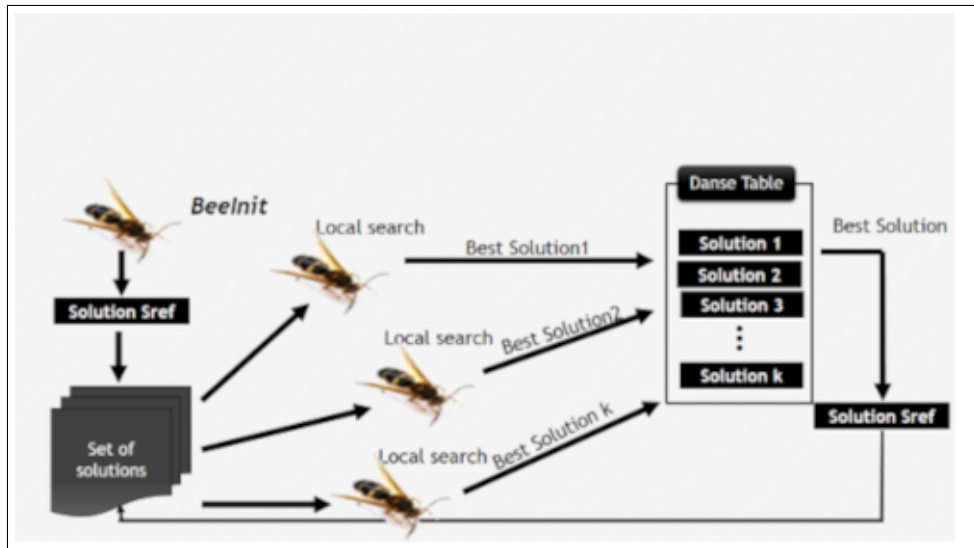 BeeInit
Solution Sref
Set of
solutions
Local search
Local search
Local search
Best Solution1
Best Solution2
Best Solution k
Danse Table
Solution 1
Solution 2
Solution 3
Solution k
Best Solution
Solution Sref